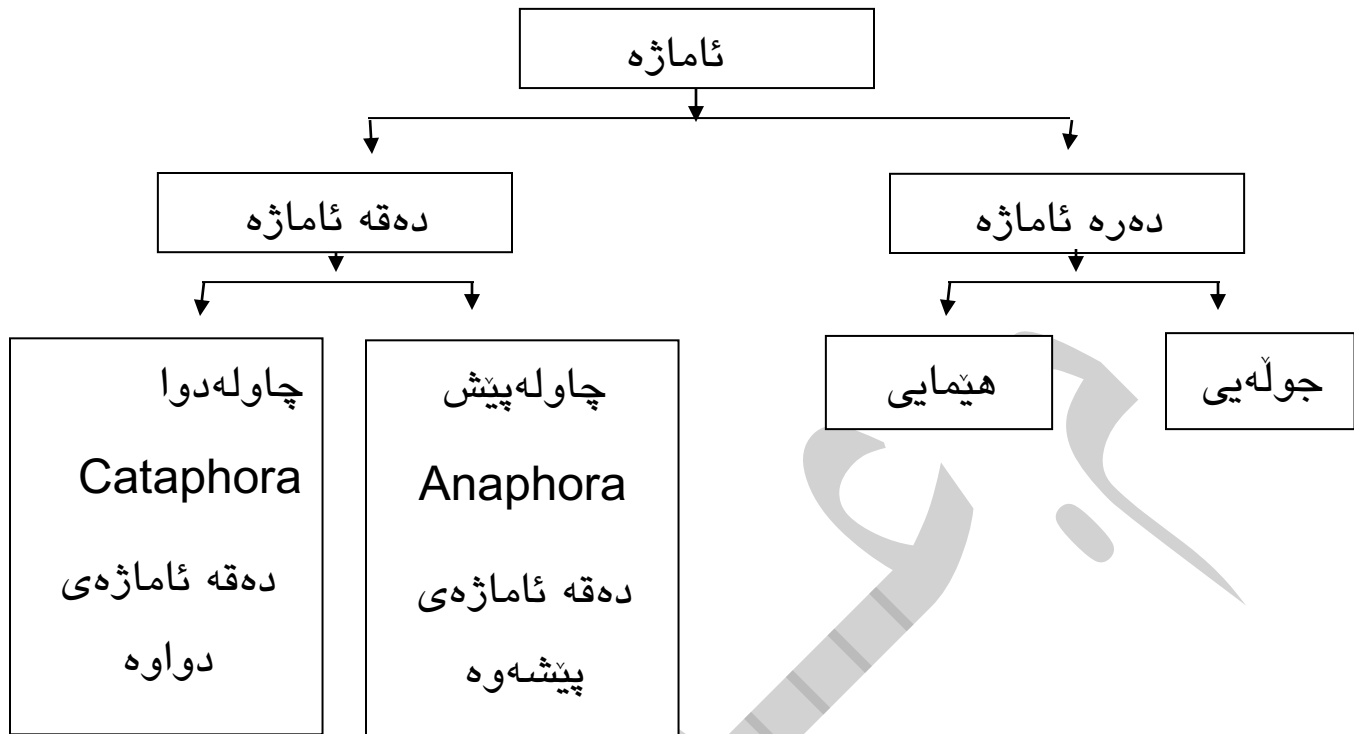 ئاماژە
دەرە ئاماژە
دەقە ئاماژە
جوڵەیی
هێمایی
چاولەپێش
Anaphora
دەقە ئاماژەی
پێشەوە
چاولەدوا
Cataphora
دەقە ئاماژەی
دواوە